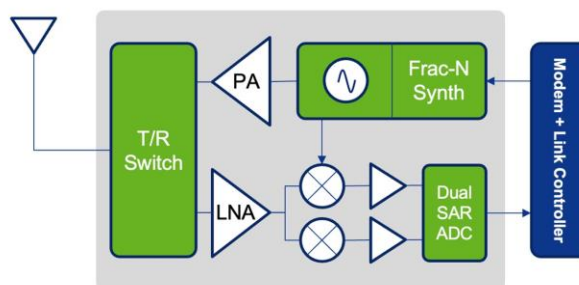 PA
Frac-N
Synth
T/R
Switch
LNA
Dual
SAR
ADC
Modem + Link Controller